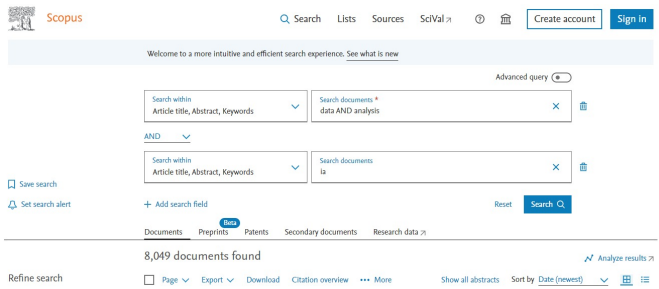 Scopus
Search Lists Sources SciVal Create account Sign in
Welcome to a more intuitive and efficient search experience. See what is new
Advanced query
Search within
Article title, Abstract, Keywords
Search documents *
data AND analysis
AND
Search within
Article title, Abstract, Keywords
Search documents
ia
Save search
Set search alert
Add search field
Reset
Search
Beta
Documents Preprints Patents Secondary documents Research data
8,049 documents found
Analyze results
Refine search
Page Export Download Citation overview ••• More Show all abstracts Sort by Date (newest)